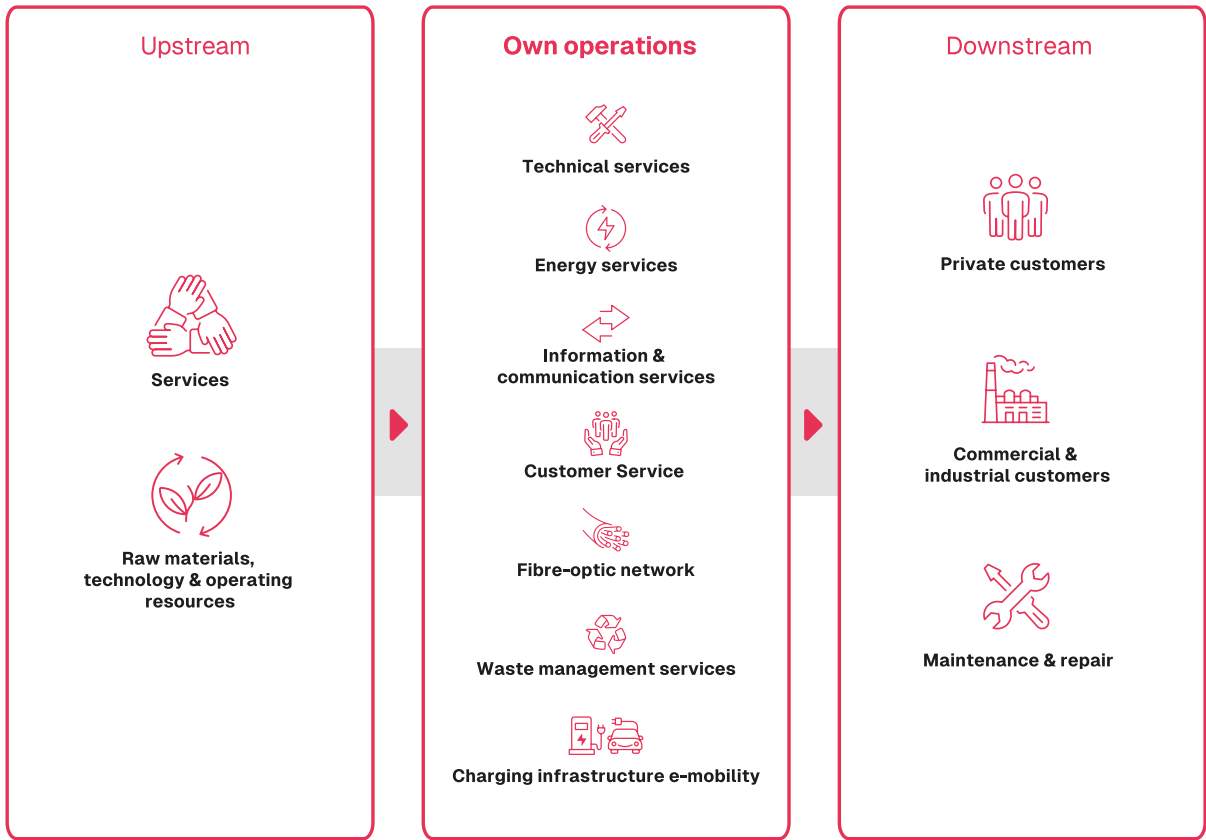 Upstream
Services
Raw materials,
technology & operating
resources
Own operations
Technical services
Energy services
Information &
communication services
Customer Service
Fibre-optic network
Waste management services
Charging infrastructure e-mobility
Downstream
Private customers
Commercial &
industrial customers
Maintenance & repair